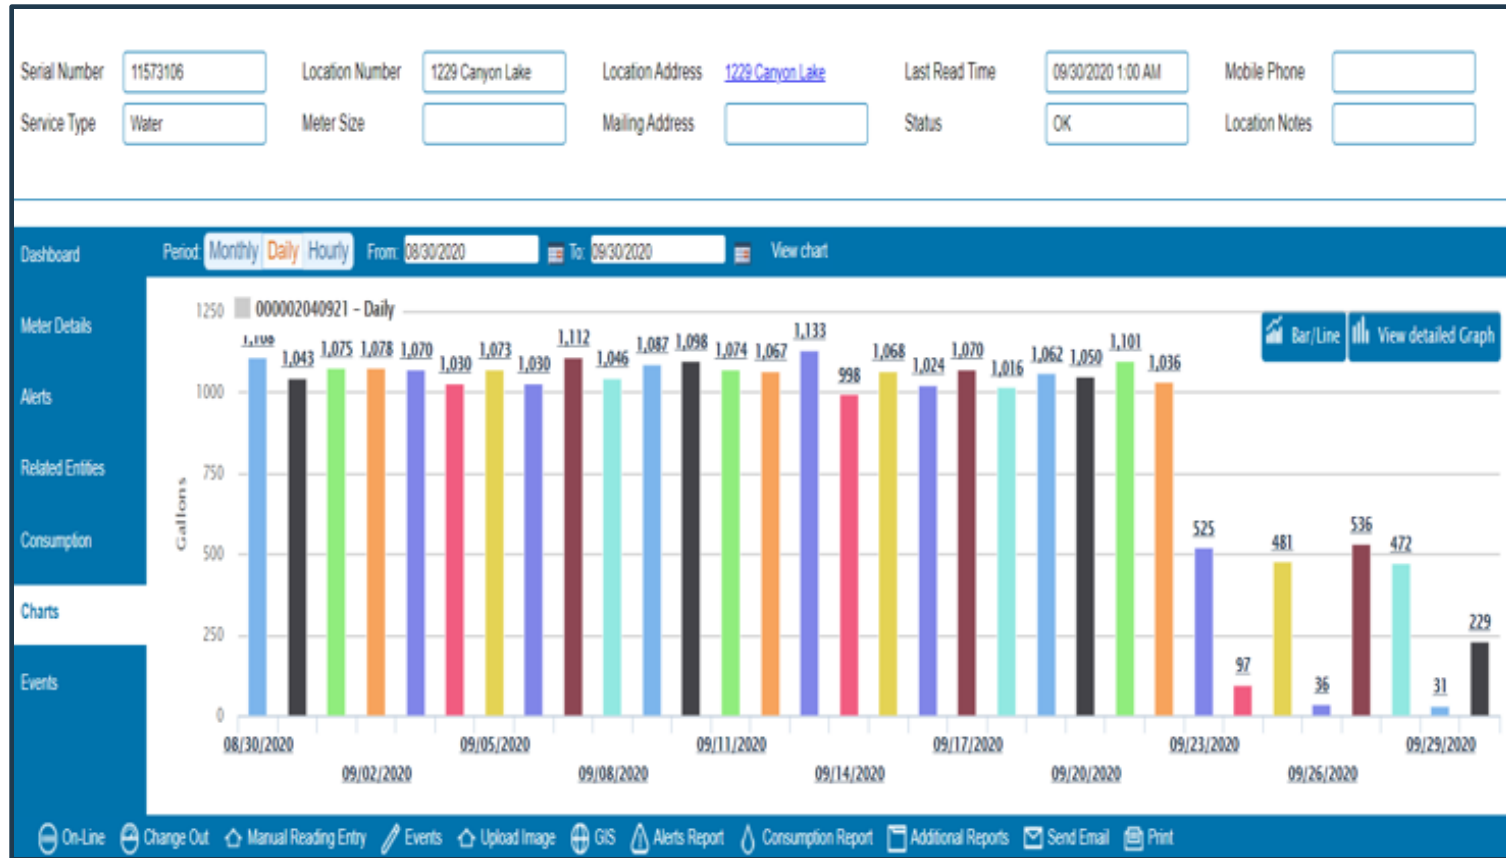 Serial Number 11573106 Location Number 1229 Canyon Lake Location Address 1229 Canyon Lake Last Read Time 09/30/2020 1:00 AM Mobile Phone
Service Type Water Meter Size Mailing Address Status OK Location Notes
Dashboard
Period: Monthly Daily Hourly From: 08/30/2020 To: 09/30/2020 View chart
Meter Details
Alerts
Related Entities
Consumption
Charts
Events
000002040921 - Daily
Bar/Line View detailed Graph
Gallons
1250
1000
750
500
250
0
1,043 1,075 1,078 1,070 1,030 1,073 1,030 1,112 1,046 1,087 1,098 1,074 1,067 1,133 998 1,068 1,024 1,070 1,016 1,062 1,050 1,101 1,036 525 97 481 36 536 472 31 229
08/30/2020 09/05/2020 09/11/2020 09/17/2020 09/23/2020 09/29/2020
09/02/2020 09/08/2020 09/14/2020 09/20/2020 09/26/2020
On-Line Change Out Manual Reading Entry Events Upload Image GIS Alerts Report Consumption Report Additional Reports Send Email Print